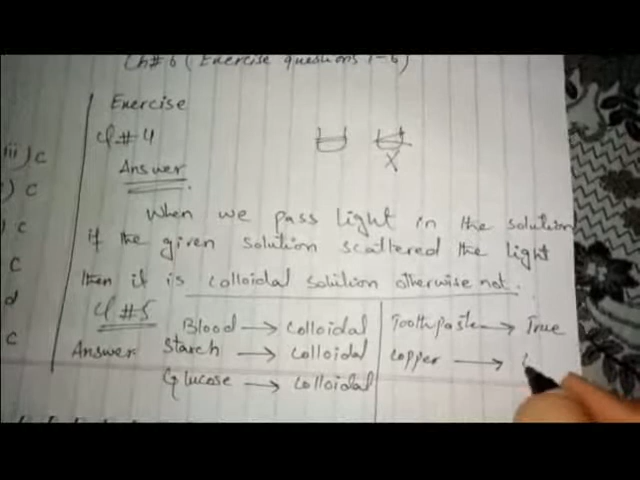 Ch#6 (Exercise questions 1-6)
Exercise
Q#4
iii) c
) c
) c
c
d
c
X
Answer
When we pass light in the solution
if the given solution scattered the light
then it is colloidal solution otherwise not.
Q#5
Answer
Blood → colloidal
Starch → colloidal
Glucose → colloidal
Toothpaste → True
Copper →